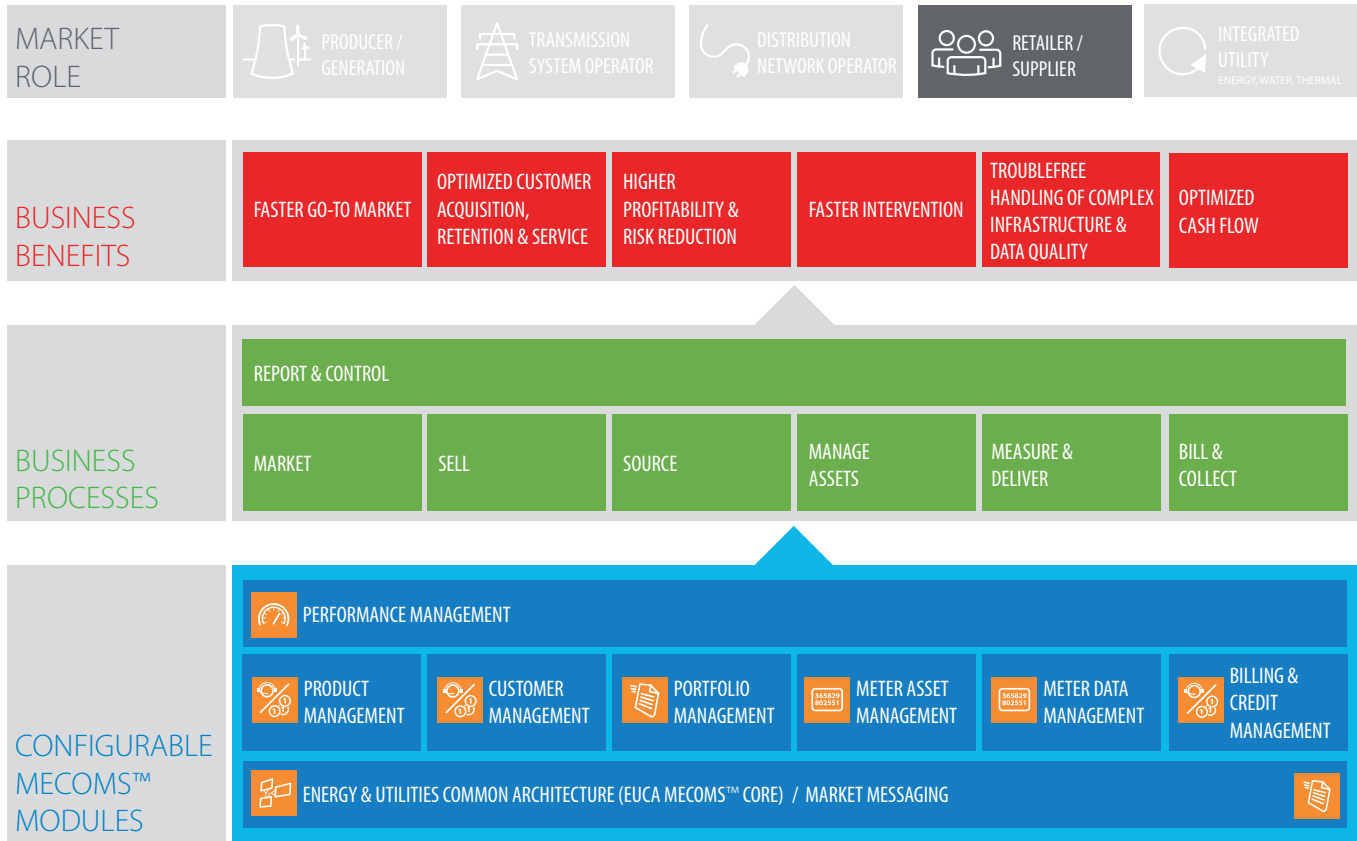 MARKET
ROLE
PRODUCER /
GENERATION
TRANSMISSION
SYSTEM OPERATOR
DISTRIBUTION
NETWORK OPERATOR
RETAILER /
SUPPLIER
INTEGRATED
UTILITY
ENERGY, WATER, THERMAL
BUSINESS
BENEFITS
FASTER GO-TO MARKET
OPTIMIZED CUSTOMER
ACQUISITION,
RETENTION & SERVICE
HIGHER
PROFITABILITY &
RISK REDUCTION
FASTER INTERVENTION
TROUBLEFREE
HANDLING OF COMPLEX
INFRASTRUCTURE &
DATA QUALITY
OPTIMIZED
CASH FLOW
BUSINESS
PROCESSES
REPORT & CONTROL
MARKET
SELL
SOURCE
MANAGE
ASSETS
MEASURE &
DELIVER
BILL &
COLLECT
CONFIGURABLE
MECOMS™
MODULES
PERFORMANCE MANAGEMENT
PRODUCT
MANAGEMENT
CUSTOMER
MANAGEMENT
PORTFOLIO
MANAGEMENT
365829
802551
METER ASSET
MANAGEMENT
365829
802551
METER DATA
MANAGEMENT
BILLING &
CREDIT
MANAGEMENT
ENERGY & UTILITIES COMMON ARCHITECTURE (EUCA MECOMS™ CORE) / MARKET MESSAGING